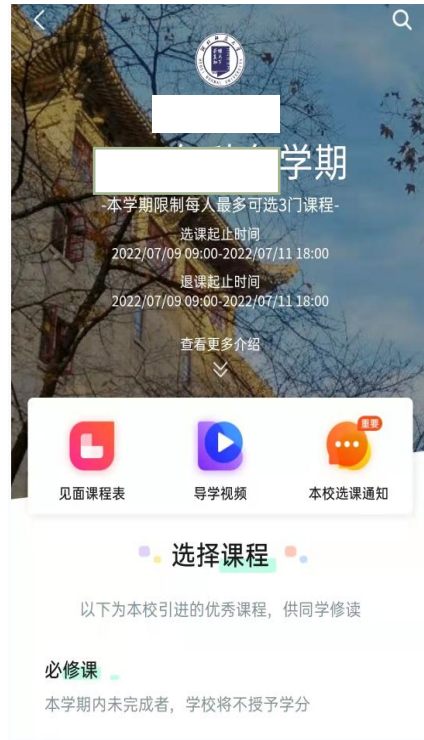 学期
-本学期限制每人最多可选3门课程-
选课起止时间
2022/07/09 09:00-2022/07/11 18:00
退课起止时间
2022/07/09 09:00-2022/07/11 18:00
查看更多介绍
重要
见面课程表 导学视频 本校选课通知
选择课程
以下为本校引进的优秀课程，供同学修读
必修课
本学期内未完成者，学校将不授予学分